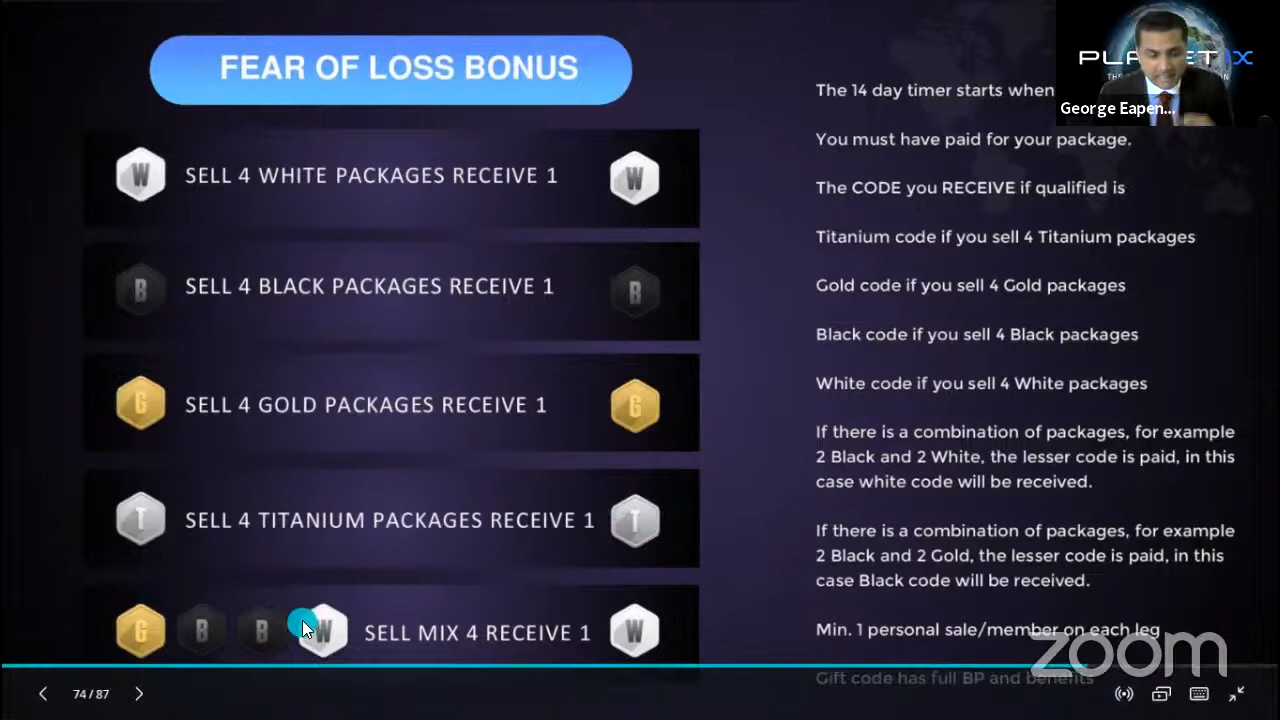 FEAR OF LOSS BONUS
W SELL 4 WHITE PACKAGES RECEIVE 1 W
B SELL 4 BLACK PACKAGES RECEIVE 1 B
G SELL 4 GOLD PACKAGES RECEIVE 1 G
T SELL 4 TITANIUM PACKAGES RECEIVE 1 T
G B B W SELL MIX 4 RECEIVE 1 W
The 14 day timer starts when
You must have paid for your package.
The CODE you RECEIVE if qualified is
Titanium code if you sell 4 Titanium packages
Gold code if you sell 4 Gold packages
Black code if you sell 4 Black packages
White code if you sell 4 White packages
If there is a combination of packages, for example
2 Black and 2 White, the lesser code is paid, in this
case white code will be received.
If there is a combination of packages, for example
2 Black and 2 Gold, the lesser code is paid, in this
case Black code will be received.
Min. 1 personal sale/member on each leg
Gift code has full BP and benefits
George Eapen...
zoom
74 / 87